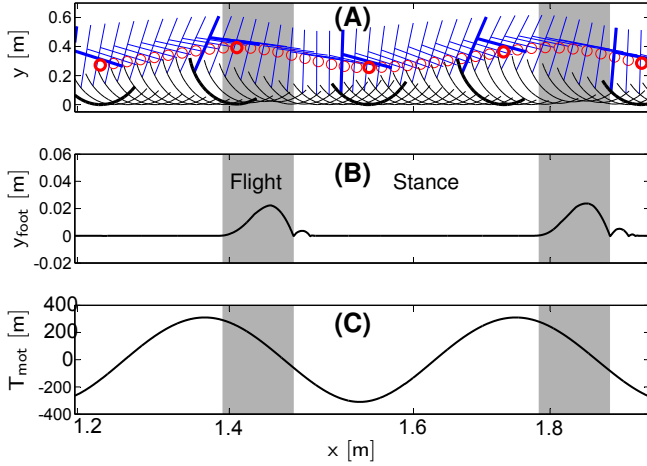 (A)
0.6
0.4
0.2
0
y [m]
(B)
0.06
0.04
0.02
0
-0.02
y_foot [m]
Flight
Stance
(C)
400
200
0
-200
-400
T_mot [m]
1.2
1.4
1.6
1.8
x [m]